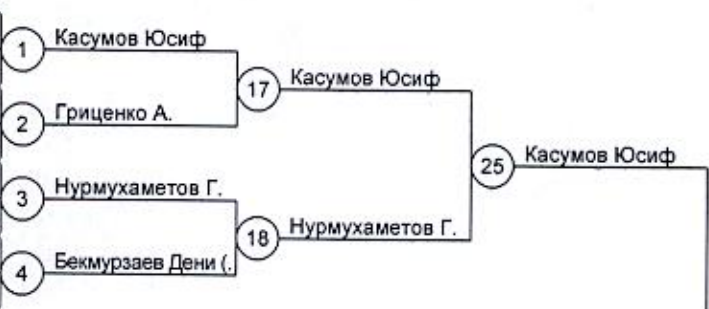 1 Касумов Юсиф
2 Гриценко А.
17 Касумов Юсиф
3 Нурмухаметов Г.
4 Бекмурзаев Дени (.
18 Нурмухаметов Г.
25 Касумов Юсиф